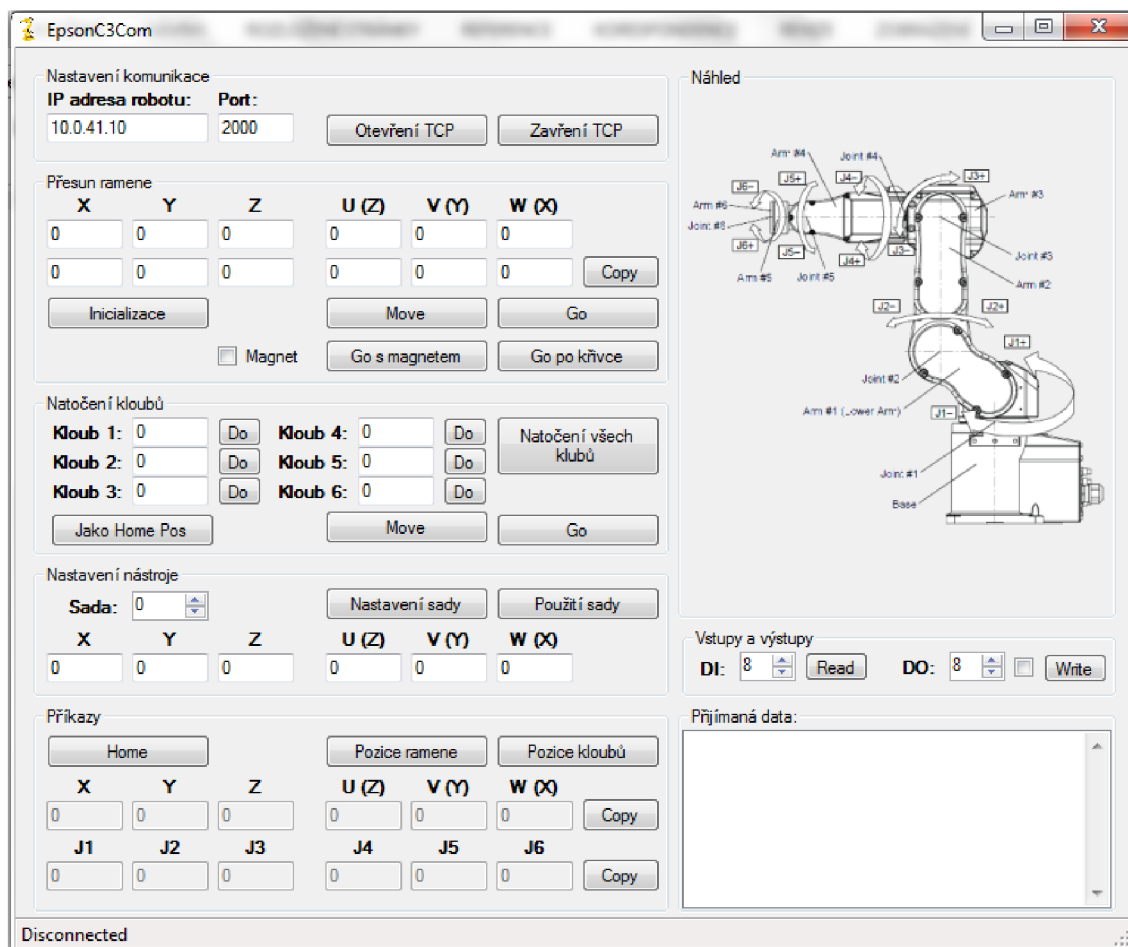 EpsonC3Com
Nastavení komunikace
IP adresa robotu: Port:
10.0.41.10 2000 Otevření TCP Zavření TCP
Přesun ramene
X Y Z U (Z) V (Y) W (X)
0 0 0 0 0 0
0 0 0 0 0 0 Copy
Inicializace Move Go
Magnet Go s magnetem Go po křivce
Natočení kloubů
Kloub 1: 0 Do Kloub 4: 0 Do Natočení všech
klubů
Kloub 2: 0 Do Kloub 5: 0 Do
Kloub 3: 0 Do Kloub 6: 0 Do
Jako Home Pos Move Go
Nastavení nástroje
Sada: 0 Nastavení sady Použití sady
X Y Z U (Z) V (Y) W (X)
0 0 0 0 0 0
Příkazy
Home Pozice ramene Pozice kloubů
X Y Z U (Z) V (Y) W (X)
0 0 0 0 0 0 Copy
J1 J2 J3 J4 J5 J6
0 0 0 0 0 0 Copy
Náhled
Arm #4 Joint #4
J6− J5+ J4− J3+
Arm #6 Arm #3
Joint #6
J6+ J5− J4+ J3−
Arm #5 Joint #5 Joint #3
Arm #2
J2− J2+
J1+
Joint #2
Arm #1 (Lower Arm) J1−
Joint #1
Base
Vstupy a výstupy
DI: 8 Read DO: 8 Write
Přijímaná data:
Disconnected